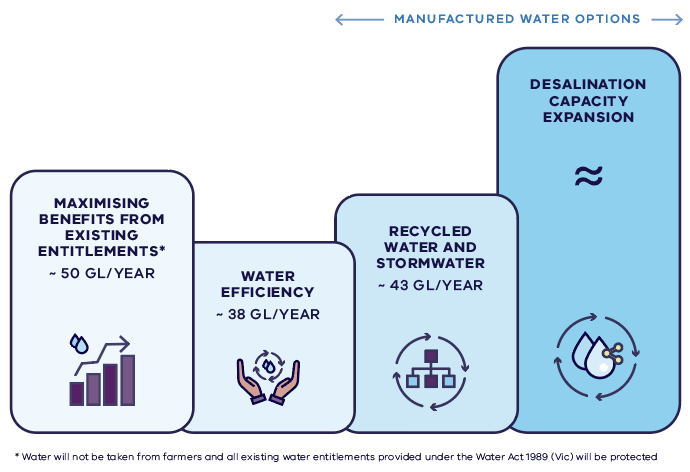 MANUFACTURED WATER OPTIONS
DESALINATION
CAPACITY
EXPANSION
≈
MAXIMISING
BENEFITS FROM
EXISTING
ENTITLEMENTS*
~ 50 GL/YEAR
WATER
EFFICIENCY
~ 38 GL/YEAR
RECYCLED
WATER AND
STORMWATER
~ 43 GL/YEAR
* Water will not be taken from farmers and all existing water entitlements provided under the Water Act 1989 (Vic) will be protected